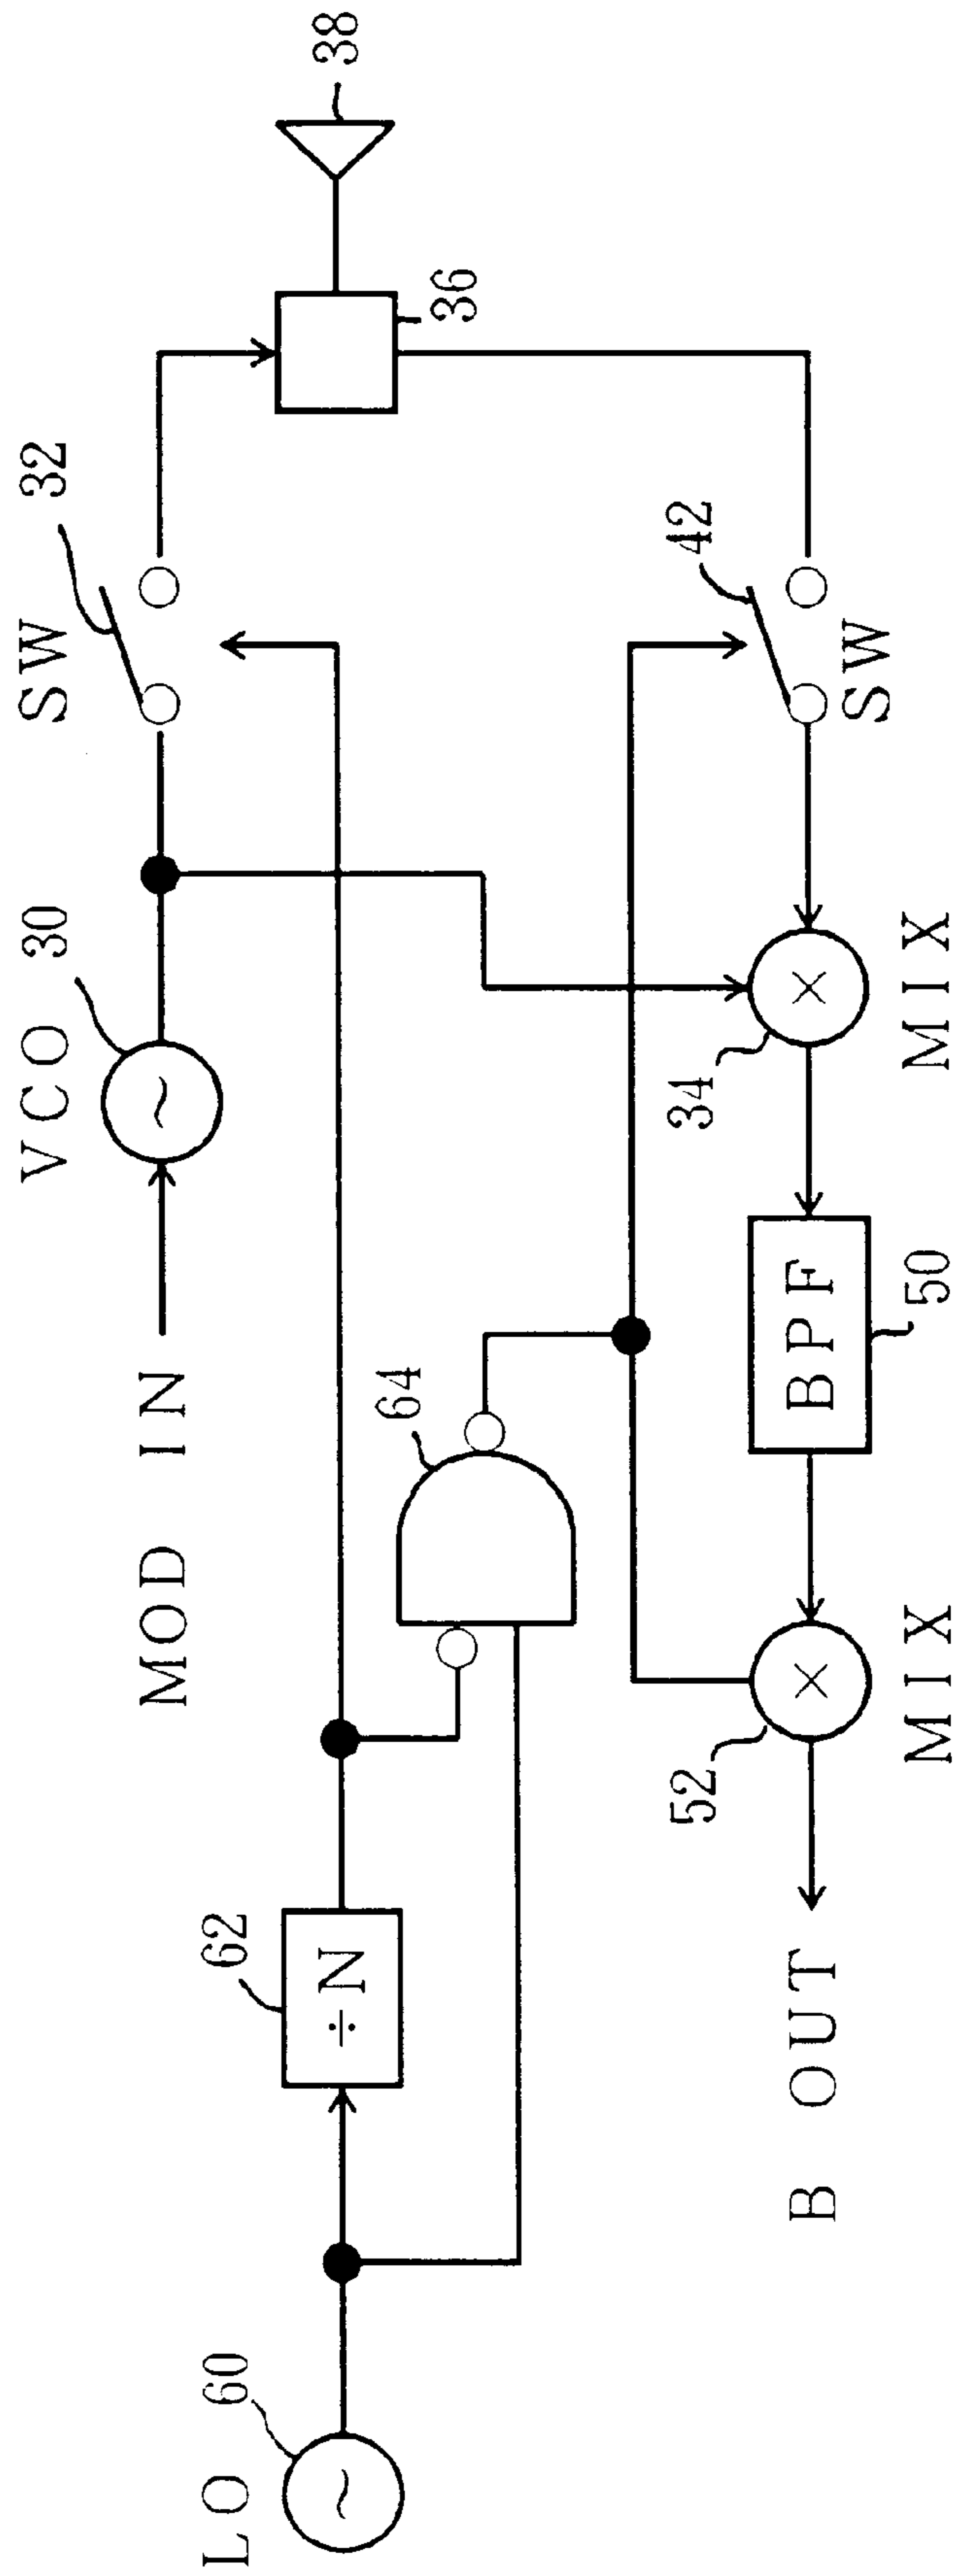 LO 60
62
÷N
64
MOD IN
VCO 30
SW 32
36
38
B OUT
52
MIX
BPF
50
34
MIX
42
SW